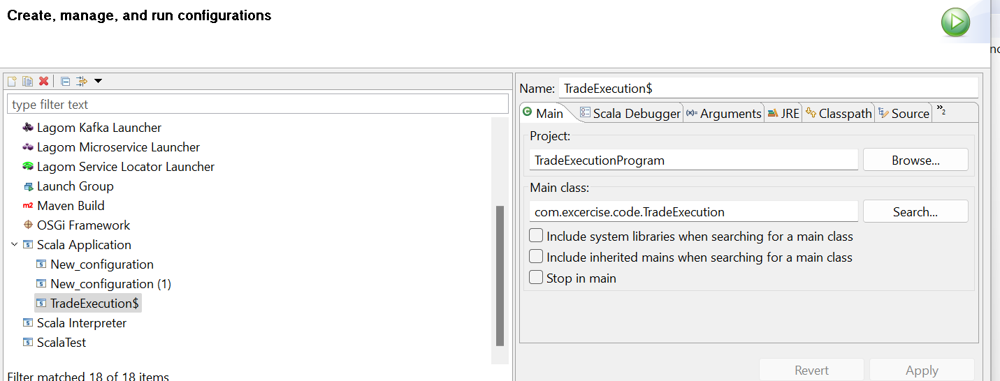 Create, manage, and run configurations
type filter text
Lagom Kafka Launcher
Lagom Microservice Launcher
Lagom Service Locator Launcher
Launch Group
m2 Maven Build
OSGi Framework
Scala Application
New_configuration
New_configuration (1)
TradeExecution$
Scala Interpreter
ScalaTest
Filter matched 18 of 18 items
Name: TradeExecution$
Main Scala Debugger (x)= Arguments JRE Classpath Source »2
Project:
TradeExecutionProgram Browse...
Main class:
com.excercise.code.TradeExecution Search...
Include system libraries when searching for a main class
Include inherited mains when searching for a main class
Stop in main
Revert Apply